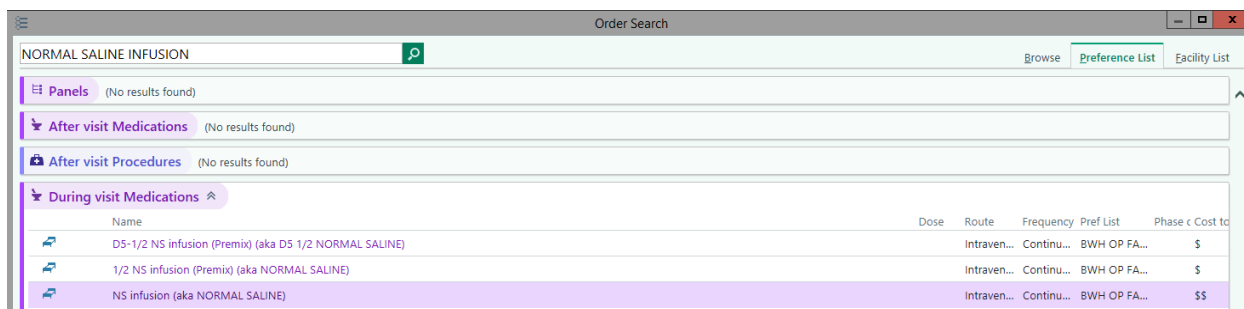 Order Search
NORMAL SALINE INFUSION
Browse Preference List Facility List
Panels (No results found)
After visit Medications (No results found)
After visit Procedures (No results found)
During visit Medications
Name Dose Route Frequency Pref List Phase c Cost to
D5-1/2 NS infusion (Premix) (aka D5 1/2 NORMAL SALINE) Intraven... Continu... BWH OP FA... $
1/2 NS infusion (Premix) (aka NORMAL SALINE) Intraven... Continu... BWH OP FA... $
NS infusion (aka NORMAL SALINE) Intraven... Continu... BWH OP FA... $$